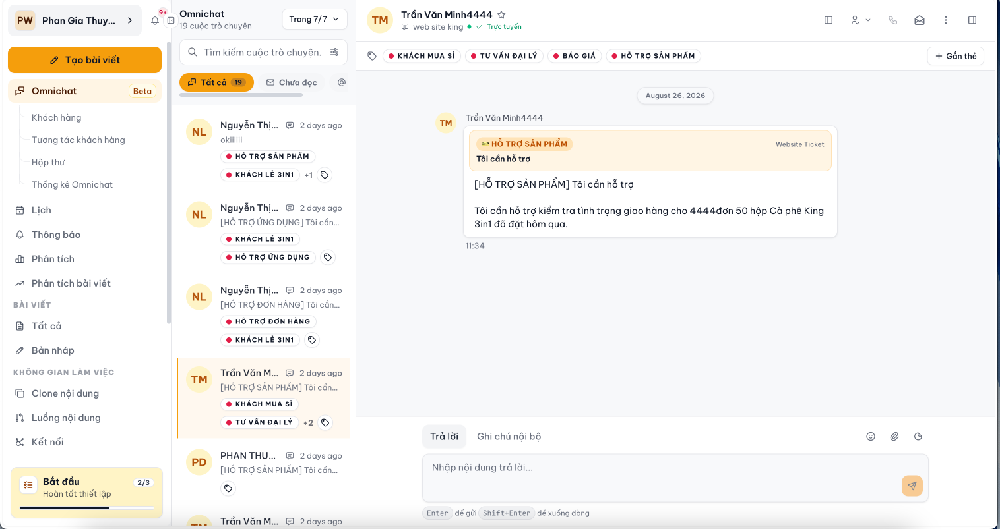 PW Phan Gia Thuy... 9+
Tạo bài viết
Omnichat Beta
Khách hàng
Tương tác khách hàng
Hộp thư
Thống kê Omnichat
Lịch
Thông báo
Phân tích
Phân tích bài viết
BÀI VIẾT
Tất cả
Bản nháp
KHÔNG GIAN LÀM VIỆC
Clone nội dung
Luồng nội dung
Kết nối
Bắt đầu 2/3
Hoàn tất thiết lập
Omnichat
19 cuộc trò chuyện
Trang 7/7
Tìm kiếm cuộc trò chuyện.
Tất cả 19 Chưa đọc @
NL Nguyễn Thị... 2 days ago
okiiiiii
HỖ TRỢ SẢN PHẨM
KHÁCH LẺ 3IN1 +1
NL Nguyễn Thị... 2 days ago
[HỖ TRỢ ỨNG DỤNG] Tôi cần...
KHÁCH LẺ 3IN1
HỖ TRỢ ỨNG DỤNG
NL Nguyễn Thị... 2 days ago
[HỖ TRỢ ĐƠN HÀNG] Tôi cần...
HỖ TRỢ ĐƠN HÀNG
KHÁCH LẺ 3IN1
TM Trần Văn M... 2 days ago
[HỖ TRỢ SẢN PHẨM] Tôi cần...
KHÁCH MUA SỈ
TƯ VẤN ĐẠI LÝ +2
PD PHAN THU... 2 days ago
[HỖ TRỢ SẢN PHẨM] Tôi cần...
TM Trần Văn M... 2 days ago
TM Trần Văn Minh4444
web site king Trực tuyến
KHÁCH MUA SỈ TƯ VẤN ĐẠI LÝ BÁO GIÁ HỖ TRỢ SẢN PHẨM
+ Gắn thẻ
August 26, 2026
TM Trần Văn Minh4444
HỖ TRỢ SẢN PHẨM Website Ticket
Tôi cần hỗ trợ
[HỖ TRỢ SẢN PHẨM] Tôi cần hỗ trợ
Tôi cần hỗ trợ kiểm tra tình trạng giao hàng cho 4444đơn 50 hộp Cà phê King
3in1 đã đặt hôm qua.
11:34
Trả lời Ghi chú nội bộ
Nhập nội dung trả lời...
Enter để gửi Shift+Enter để xuống dòng